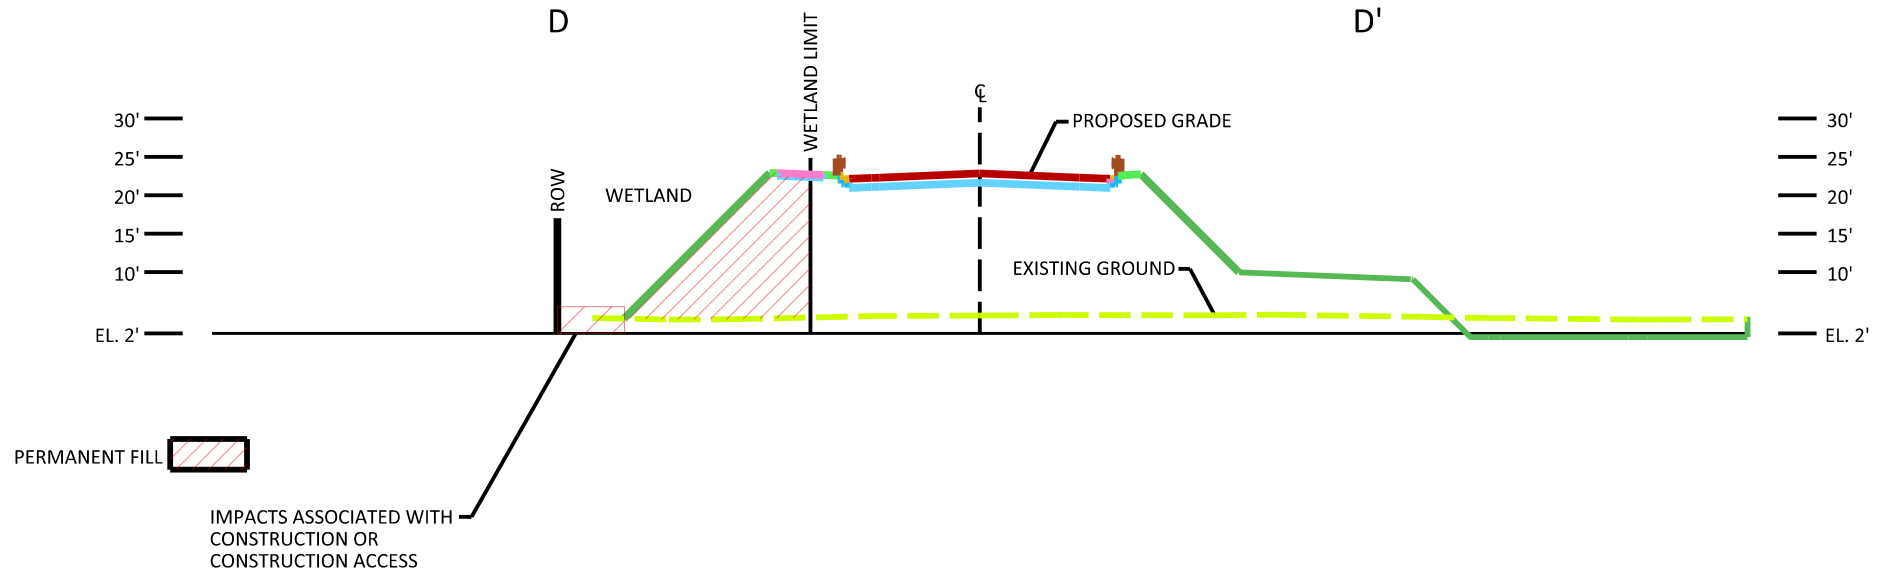 D
D'
WETLAND LIMIT
℄
30'
PROPOSED GRADE
30'
25'
25'
ROW
WETLAND
20'
20'
15'
15'
10'
EXISTING GROUND
10'
EL. 2'
EL. 2'
PERMANENT FILL
IMPACTS ASSOCIATED WITH
CONSTRUCTION OR
CONSTRUCTION ACCESS